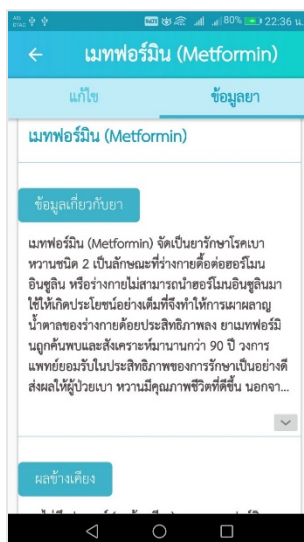 80% 22:36 น.
เมทฟอร์มิน (Metformin)
แก้ไข
ข้อมูลยา
เมทฟอร์มิน (Metformin)
ข้อมูลเกี่ยวกับยา
เมทฟอร์มิน (Metformin) จัดเป็นยารักษาโรคเบา
หวานชนิด 2 เป็นลักษณะที่ร่างกายดื้อต่อฮอร์โมน
อินซูลิน หรือร่างกายไม่สามารถนำฮอร์โมนอินซูลินมา
ใช้ให้เกิดประโยชน์อย่างเต็มที่จึงทำให้การเผาผลาญ
น้ำตาลของร่างกายด้อยประสิทธิภาพลง ยาเมทฟอร์มิ
นถูกค้นพบและสังเคราะห์มานานกว่า 90 ปี วงการ
แพทย์ยอมรับในประสิทธิภาพของการรักษาเป็นอย่างดี
ส่งผลให้ผู้ป่วยเบา หวานมีคุณภาพชีวิตที่ดีขึ้น นอกจา...
ผลข้างเคียง